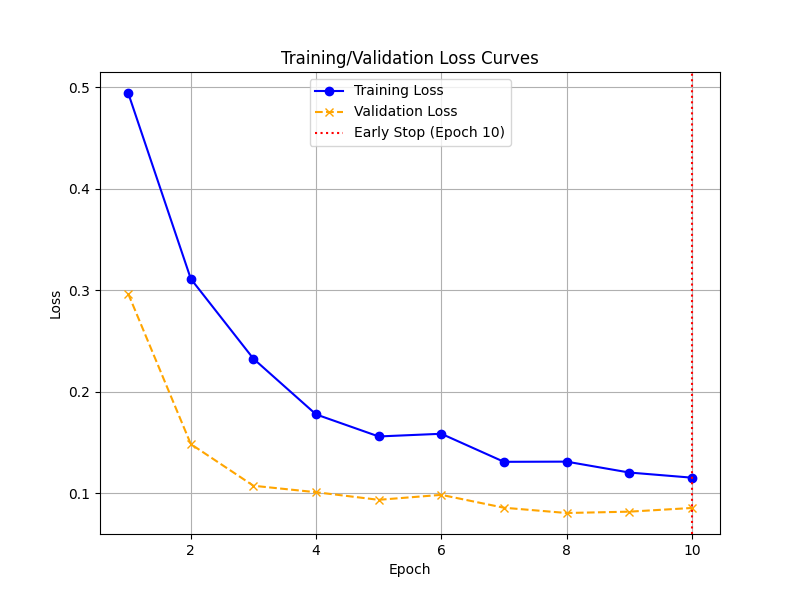 Training/Validation Loss Curves
Training Loss
Validation Loss
Early Stop (Epoch 10)
0.5
0.4
0.3
0.2
0.1
Loss
2
4
6
8
10
Epoch